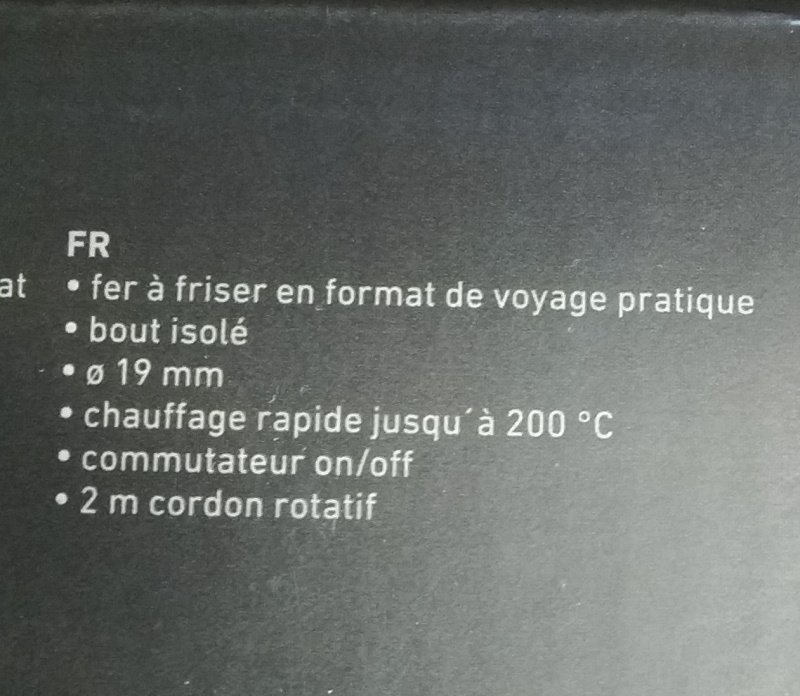 FR
at
• fer à friser en format de voyage pratique
• bout isolé
• ø 19 mm
• chauffage rapide jusqu´à 200 °C
• commutateur on/off
• 2 m cordon rotatif